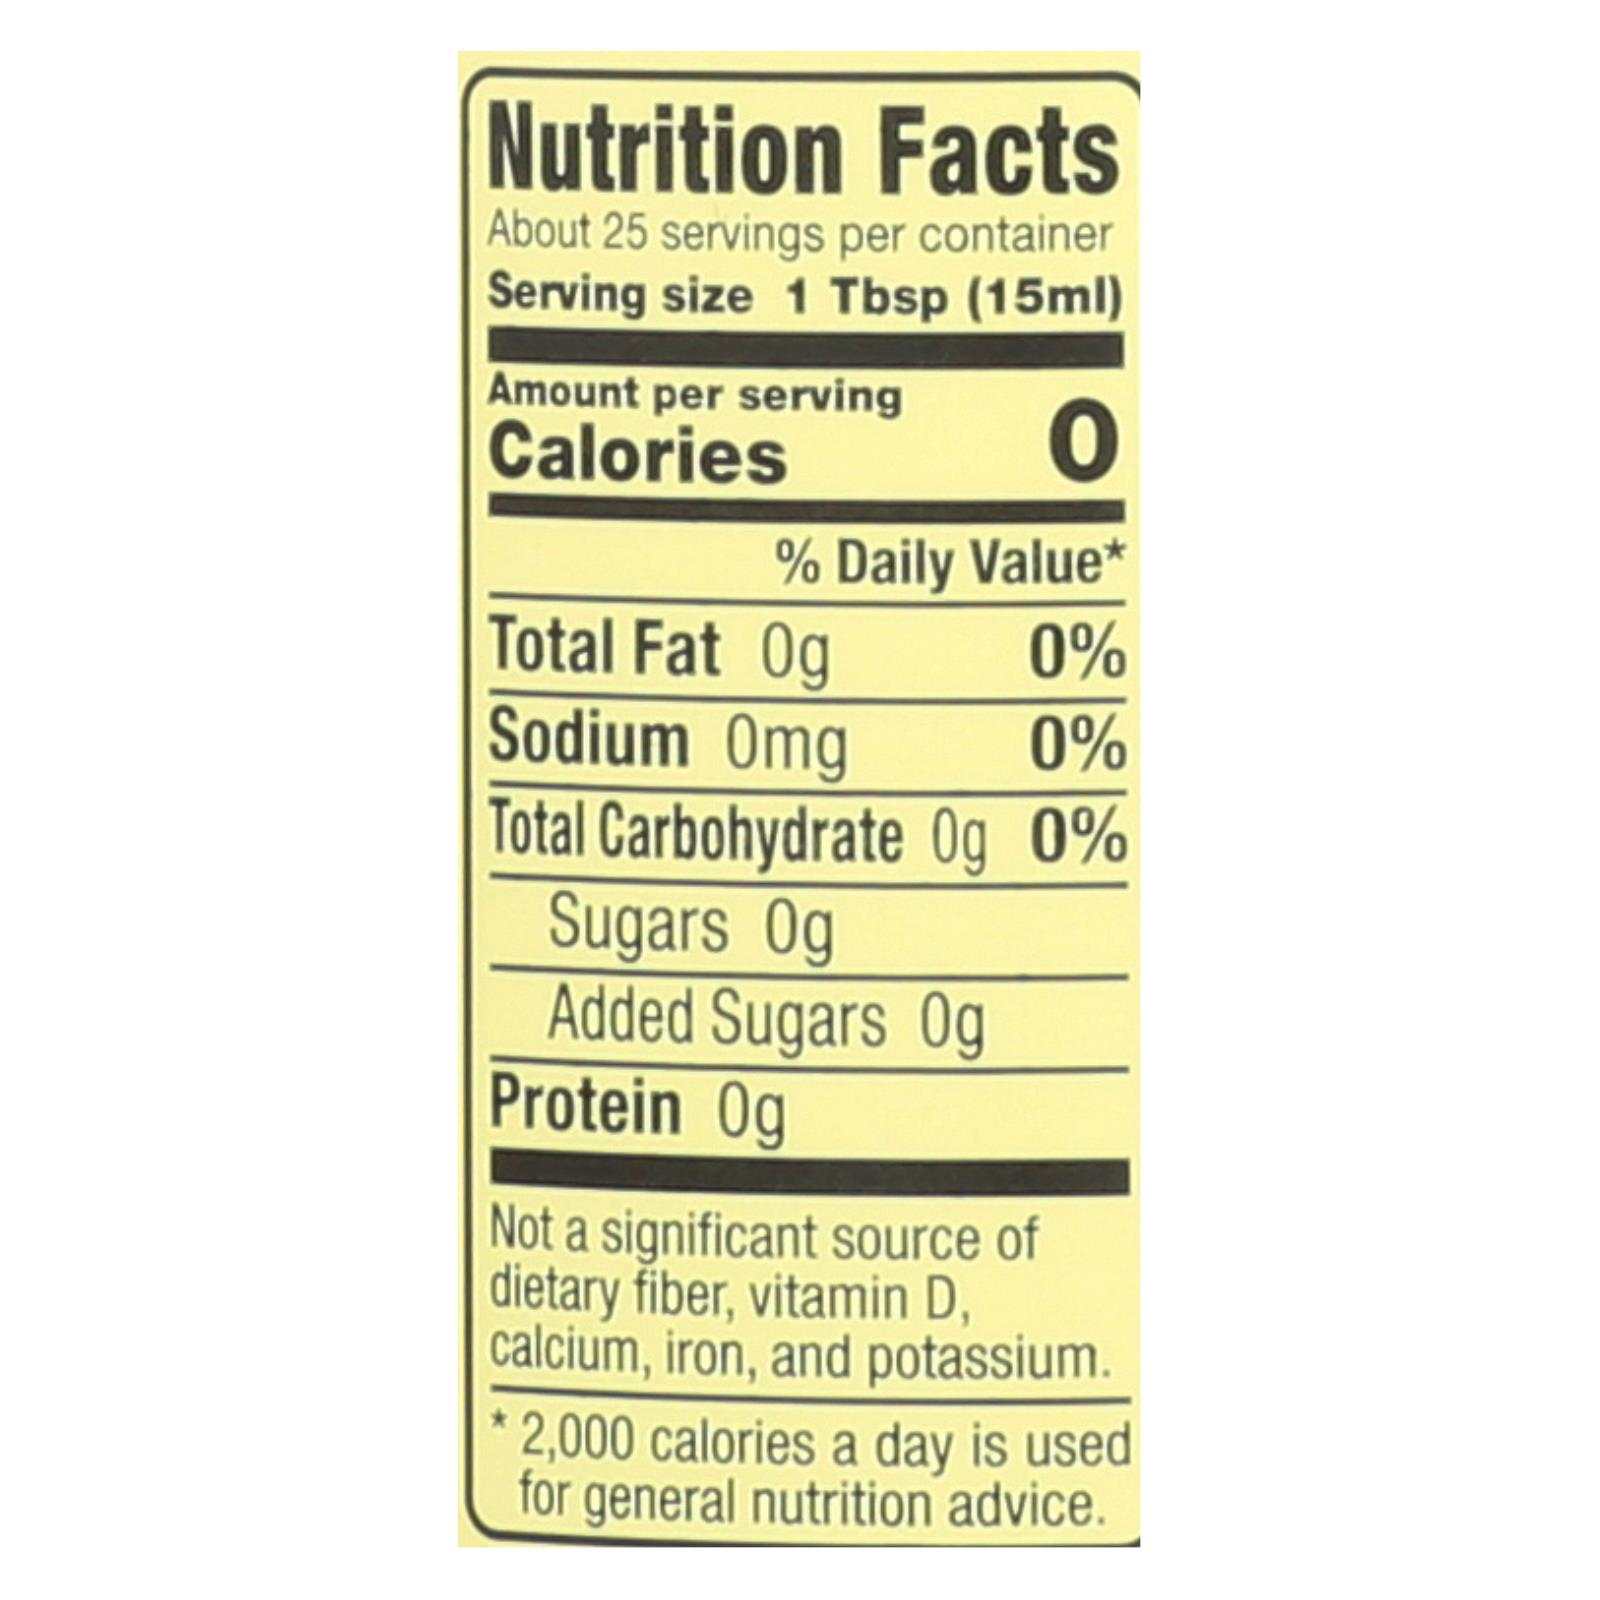 Nutrition Facts
About 25 servings per container
Serving size 1 Tbsp (15ml)
Amount per serving
Calories 0
% Daily Value*
Total Fat 0g 0%
Sodium 0mg 0%
Total Carbohydrate 0g 0%
Sugars 0g
Added Sugars 0g
Protein 0g
Not a significant source of
dietary fiber, vitamin D,
calcium, iron, and potassium.
* 2,000 calories a day is used
for general nutrition advice.